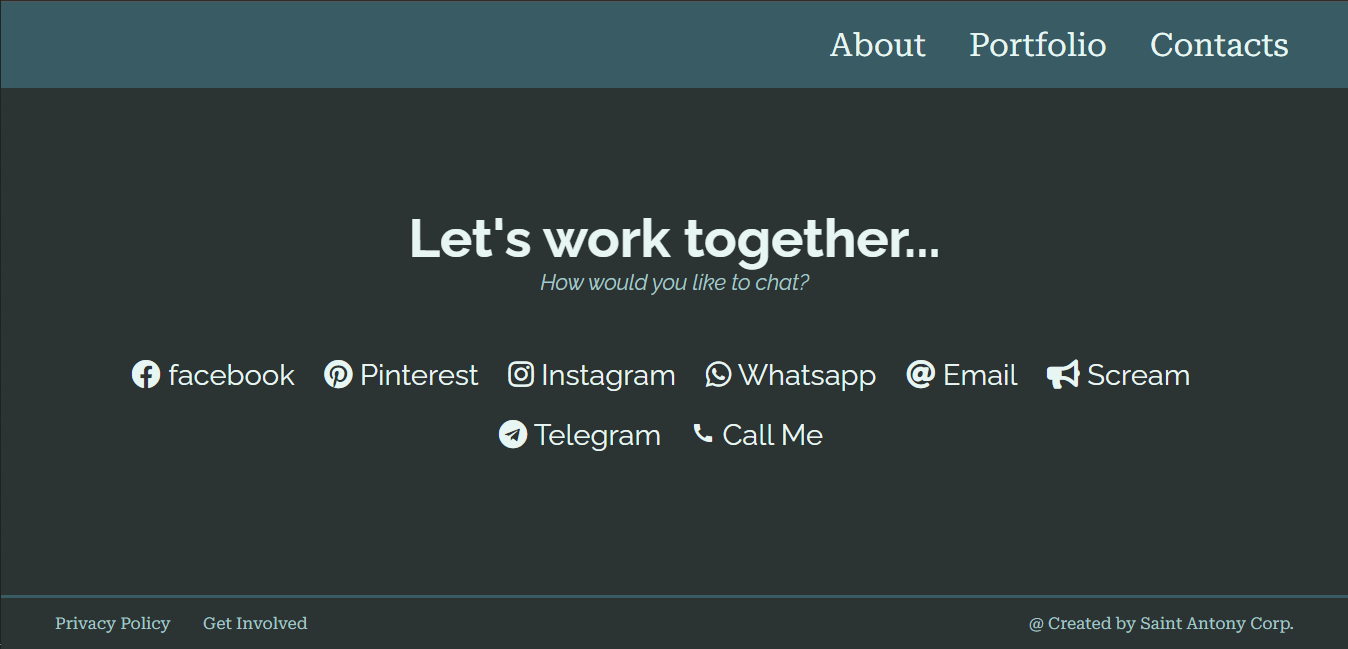 About Portfolio Contacts
Let's work together...
How would you like to chat?
facebook Pinterest Instagram Whatsapp Email Scream
Telegram Call Me
Privacy Policy Get Involved @ Created by Saint Antony Corp.